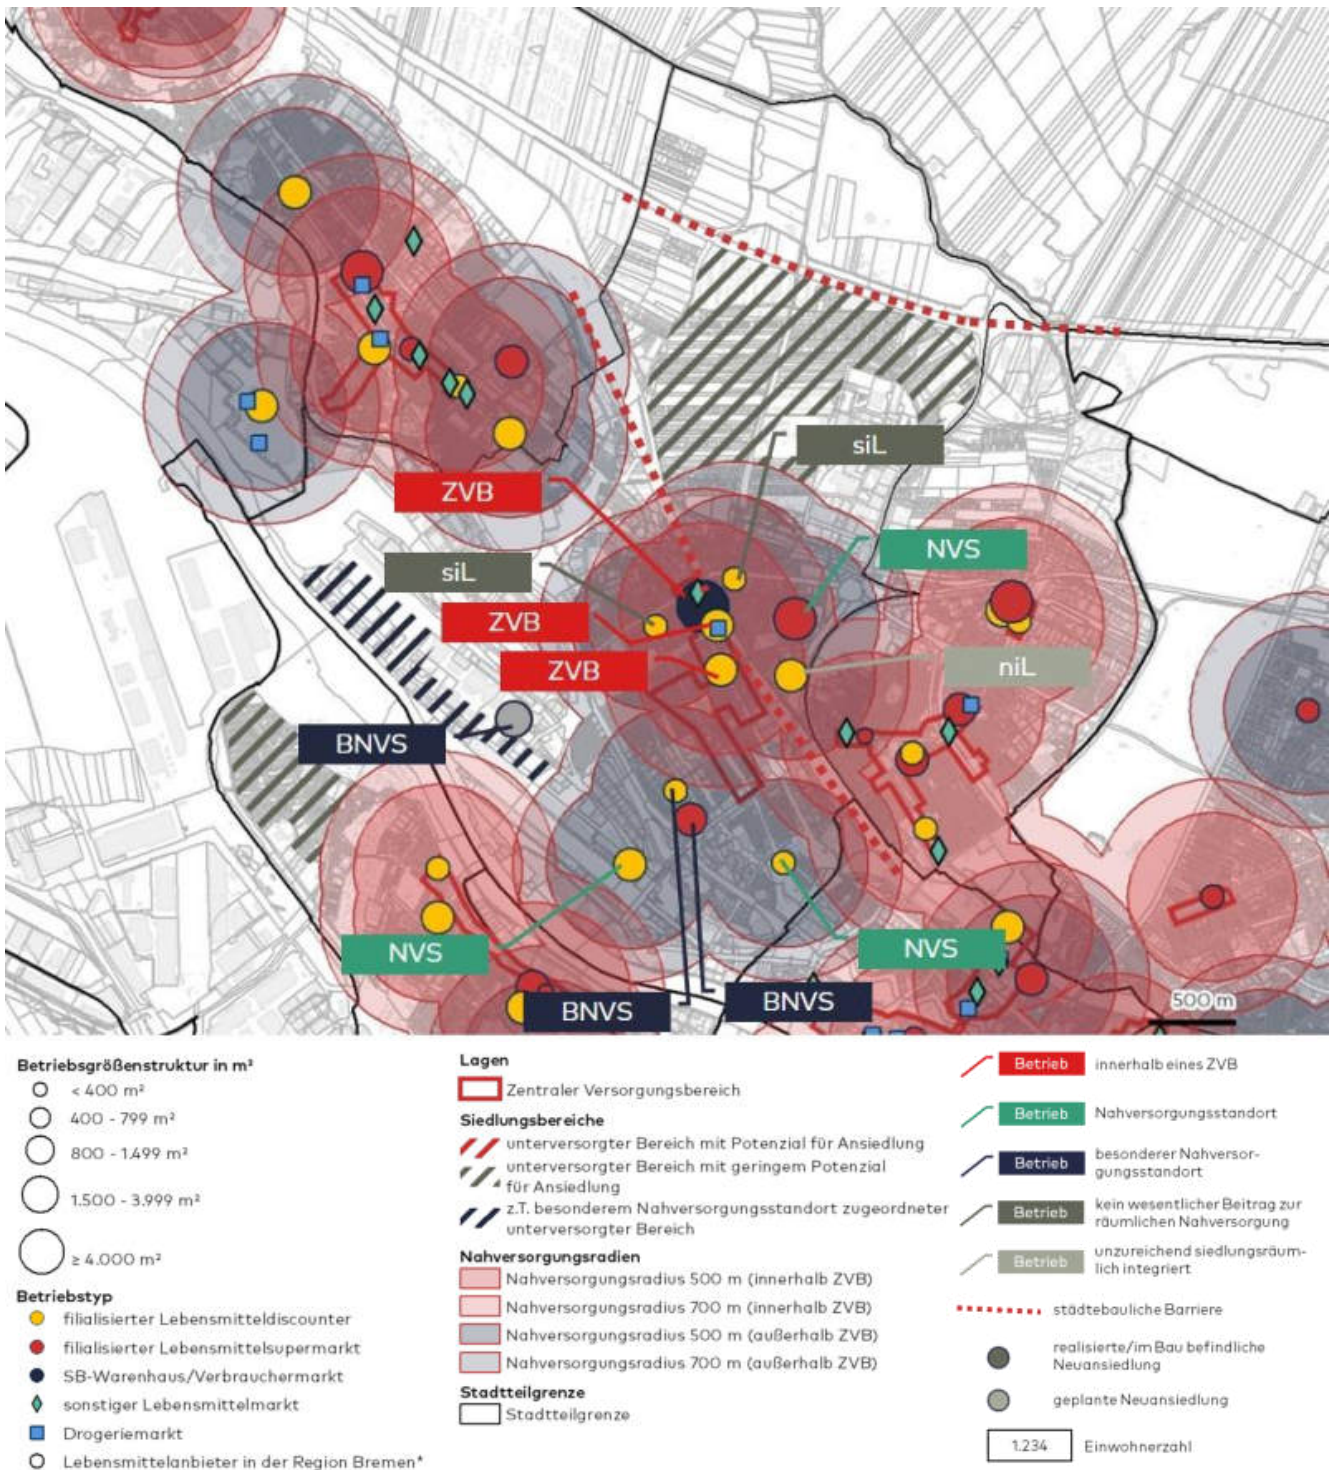 siL
ZVB
NVS
siL
ZVB
ZVB
niL
BNVS
NVS
NVS
BNVS
BNVS
500 m
Betriebsgrößenstruktur in m²
< 400 m²
400 - 799 m²
800 - 1.499 m²
1.500 - 3.999 m²
≥ 4.000 m²
Betriebstyp
filialisierter Lebensmitteldiscounter
filialisierter Lebensmittelsupermarkt
SB-Warenhaus/Verbrauchermarkt
sonstiger Lebensmittelmarkt
Drogeriemarkt
Lebensmittelanbieter in der Region Bremen*
Lagen
Zentraler Versorgungsbereich
Siedlungsbereiche
unterversorgter Bereich mit Potenzial für Ansiedlung
unterversorgter Bereich mit geringem Potenzial
für Ansiedlung
z.T. besonderem Nahversorgungsstandort zugeordneter
unterversorgter Bereich
Nahversorgungsradien
Nahversorgungsradius 500 m (innerhalb ZVB)
Nahversorgungsradius 700 m (innerhalb ZVB)
Nahversorgungsradius 500 m (außerhalb ZVB)
Nahversorgungsradius 700 m (außerhalb ZVB)
Stadtteilgrenze
Stadtteilgrenze
Betrieb innerhalb eines ZVB
Betrieb Nahversorgungsstandort
Betrieb besonderer Nahversor-
gungsstandort
Betrieb kein wesentlicher Beitrag zur
räumlichen Nahversorgung
Betrieb unzureichend siedlungsräum-
lich integriert
städtebauliche Barriere
realisierte/im Bau befindliche
Neuansiedlung
geplante Neuansiedlung
1.234 Einwohnerzahl